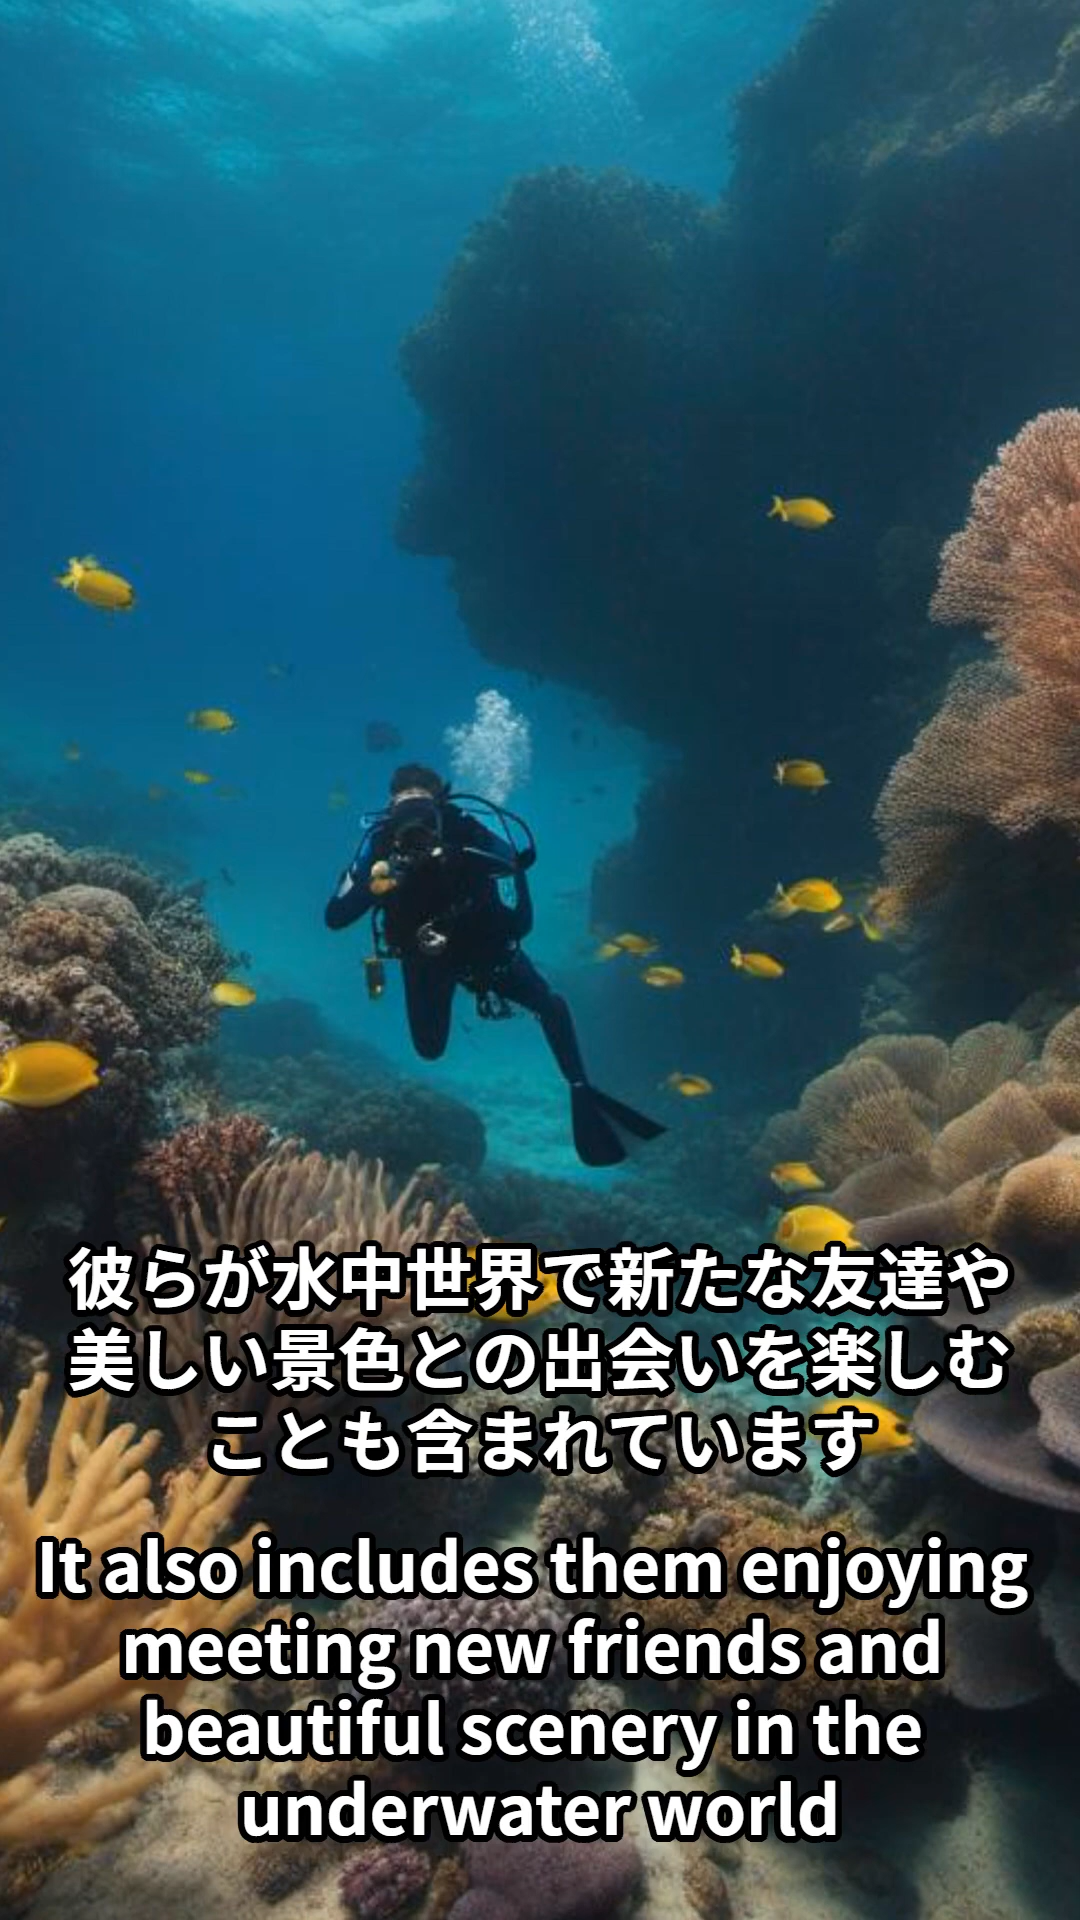 彼らが水中世界で新たな友達や
美しい景色との出会いを楽しむ
ことも含まれています
It also includes them enjoying
meeting new friends and
beautiful scenery in the
underwater world